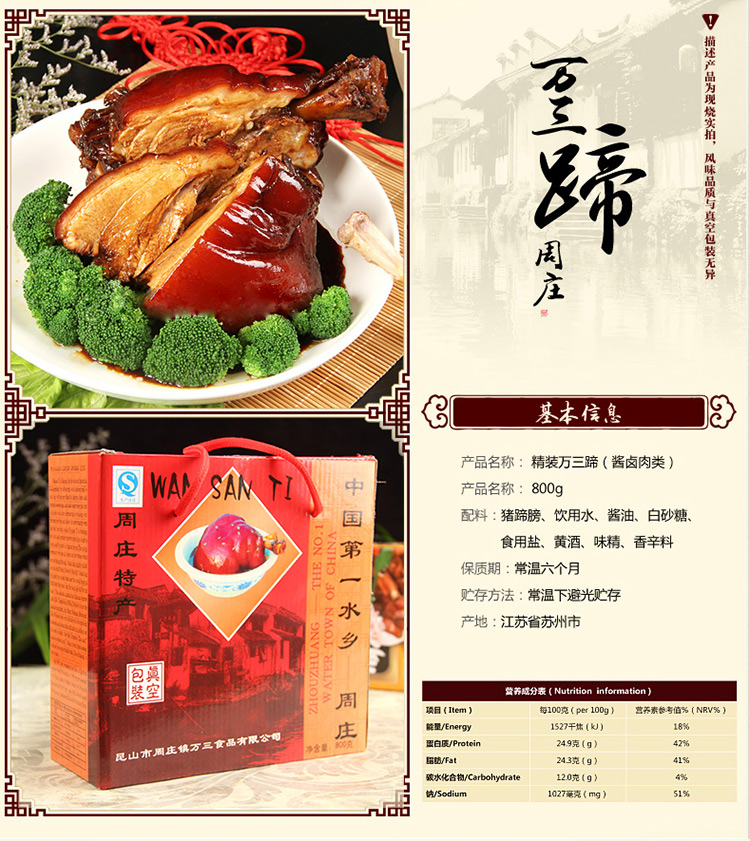 万三蹄
周庄
描述产品为现烧实拍，风味品质与真空包装无异
WAN SAN TI
周庄特产
中国第一水乡 周庄
ZHOUZHUANG THE NO.1
WATER TOWN OF CHINA
真空
包装
昆山市周庄镇万三食品有限公司
净含量: 800克
基本信息
产品名称： 精装万三蹄（酱卤肉类）
产品名称： 800g
配料：猪蹄膀、饮用水、酱油、白砂糖、
食用盐、黄酒、味精、香辛料
保质期：常温六个月
贮存方法：常温下避光贮存
产地：江苏省苏州市
营养成分表（Nutrition information）
项目（Item） 每100克（per 100g） 营养素参考值%（NRV%）
能量/Energy 1527千焦（kJ） 18%
蛋白质/Protein 24.9克（g） 42%
脂肪/Fat 24.3克（g） 41%
碳水化合物/Carbohydrate 12.0克（g） 4%
钠/Sodium 1027毫克（mg） 51%